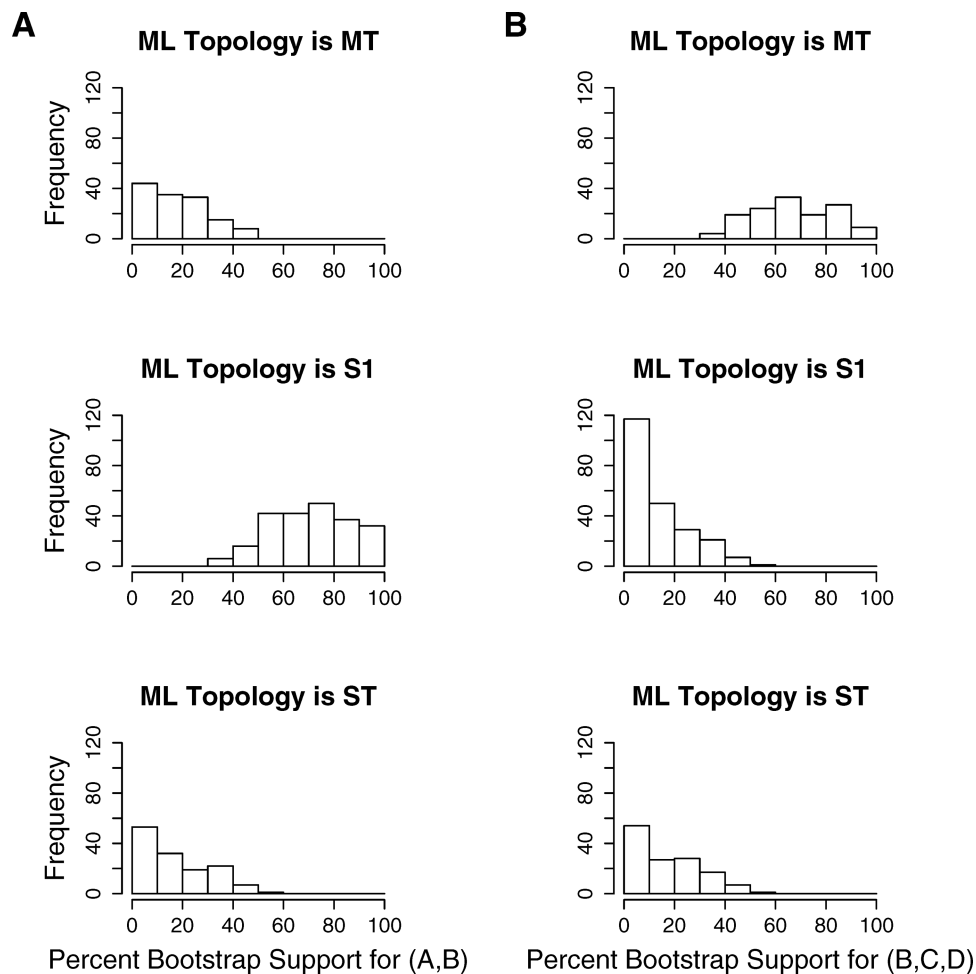 A
B
ML Topology is MT
ML Topology is MT
Frequency
0 40 80 120
0 20 40 60 80 100
0 40 80 120
0 20 40 60 80 100
ML Topology is S1
ML Topology is S1
Frequency
0 40 80 120
0 20 40 60 80 100
0 40 80 120
0 20 40 60 80 100
ML Topology is ST
ML Topology is ST
Frequency
0 40 80 120
0 20 40 60 80 100
0 40 80 120
0 20 40 60 80 100
Percent Bootstrap Support for (A,B)
Percent Bootstrap Support for (B,C,D)